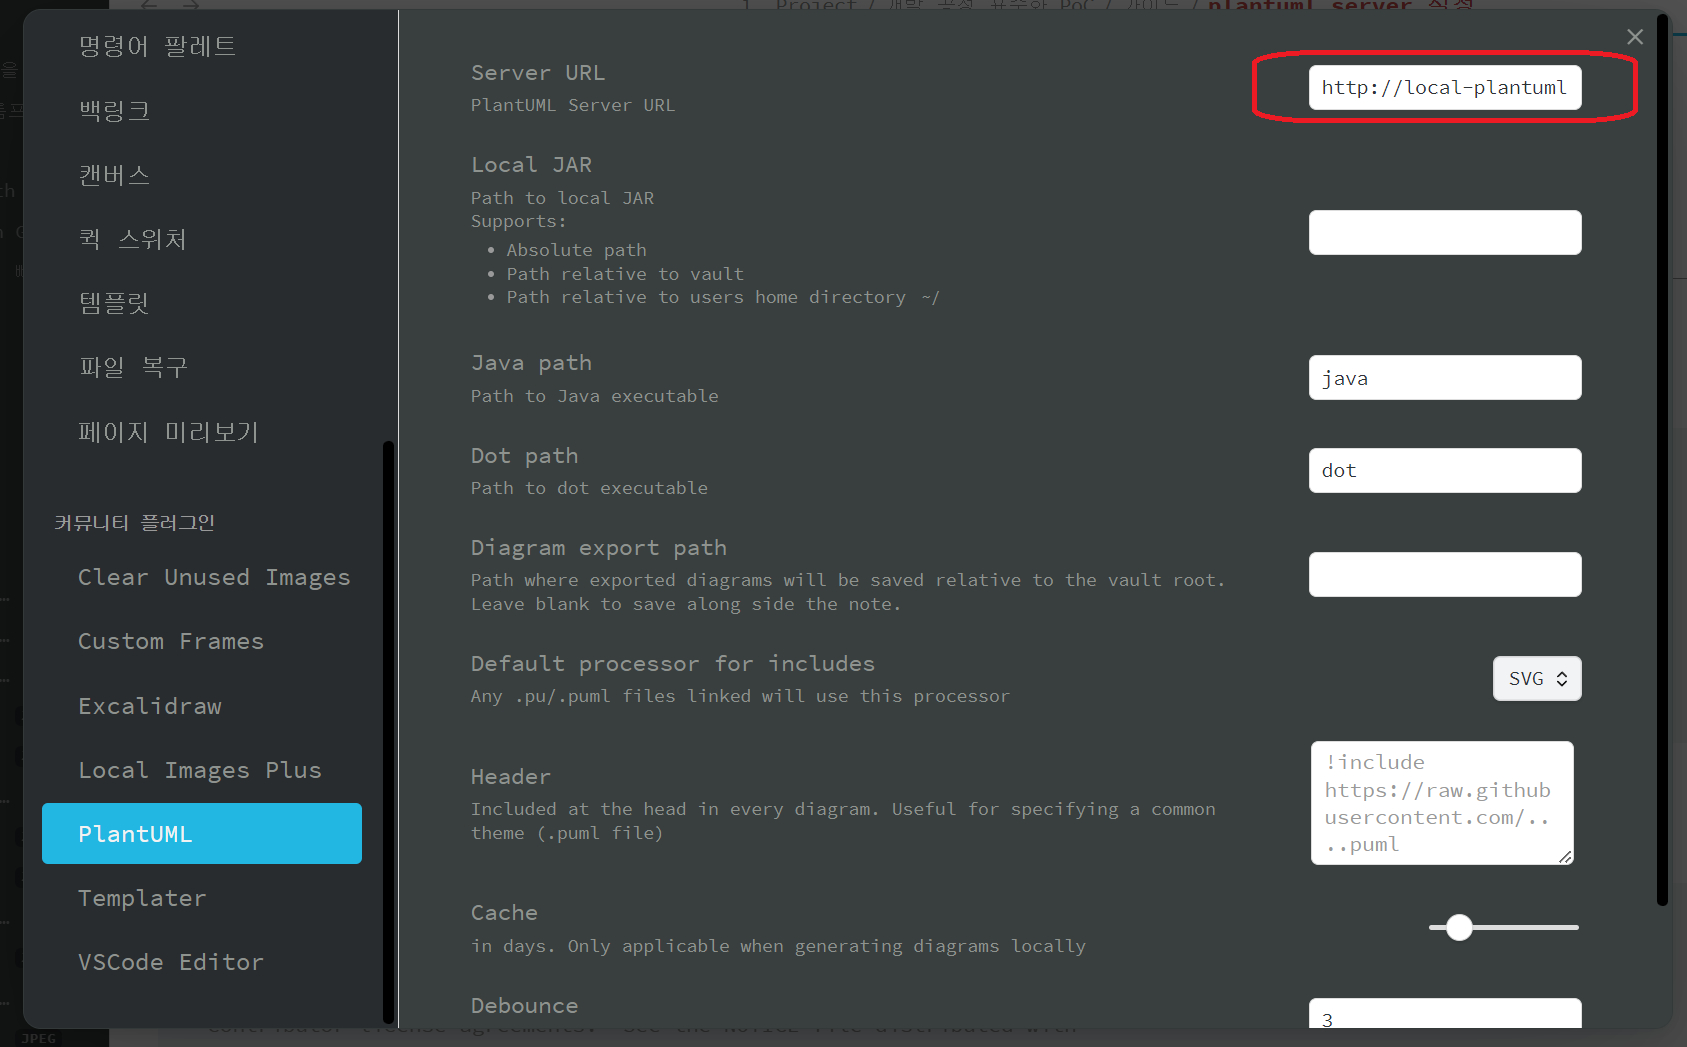 명령어 팔레트
백링크
캔버스
퀵 스위처
템플릿
파일 복구
페이지 미리보기
커뮤니티 플러그인
Clear Unused Images
Custom Frames
Excalidraw
Local Images Plus
PlantUML
Templater
VSCode Editor
Server URL
PlantUML Server URL
http://local-plantuml
Local JAR
Path to local JAR
Supports:
• Absolute path
• Path relative to vault
• Path relative to users home directory ~/
Java path
Path to Java executable
java
Dot path
Path to dot executable
dot
Diagram export path
Path where exported diagrams will be saved relative to the vault root.
Leave blank to save along side the note.
Default processor for includes
Any .pu/.puml files linked will use this processor
SVG
Header
Included at the head in every diagram. Useful for specifying a common
theme (.puml file)
!include
https://raw.github
usercontent.com/..
..puml
Cache
in days. Only applicable when generating diagrams locally
Debounce
3
JPEG